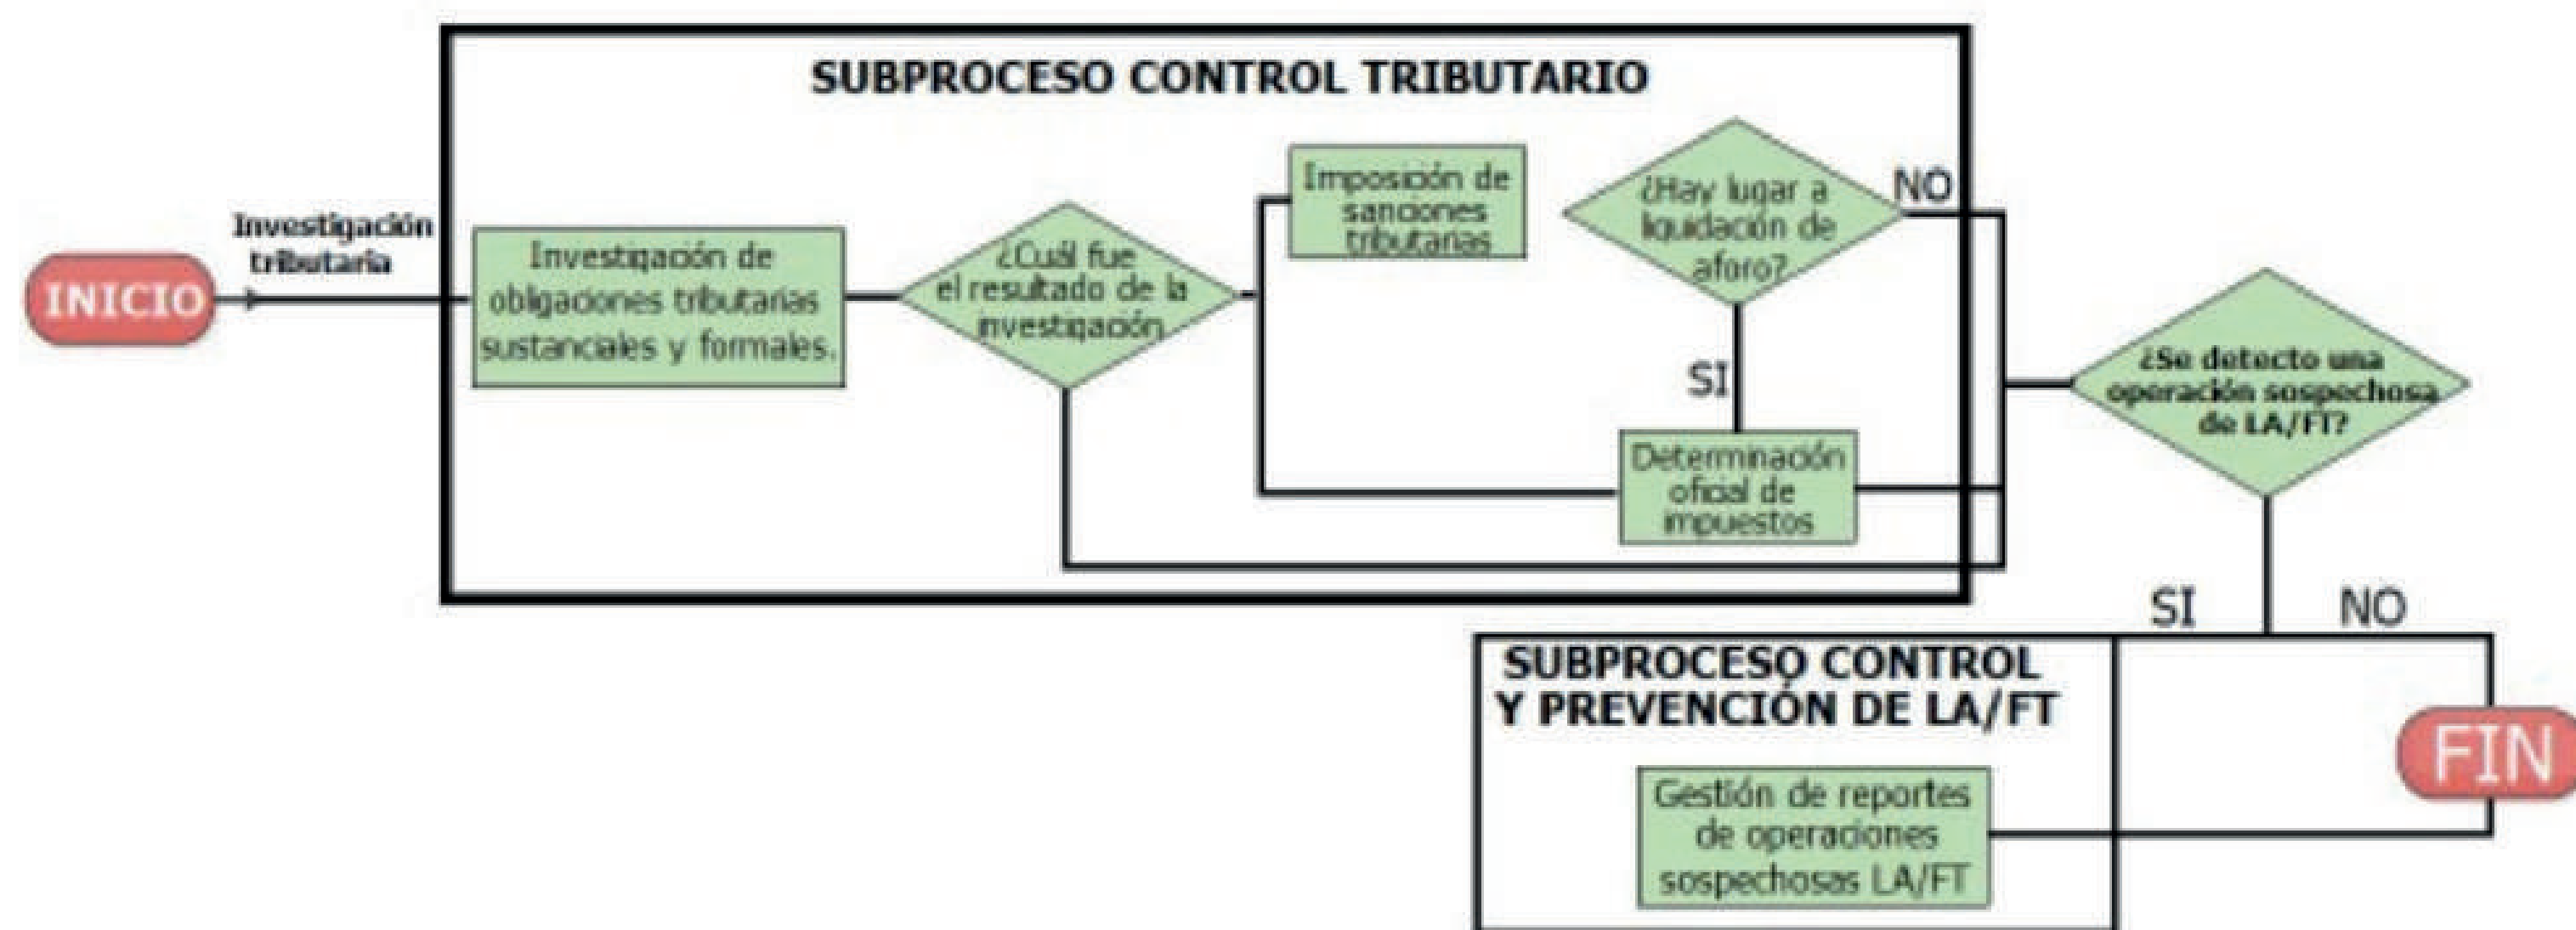 SUBPROCESO CONTROL TRIBUTARIO
INICIO
Investigación
tributaria
Investigación de
obligaciones tributarias
sustanciales y formales.
¿Cuál fue
el resultado de la
investigación
Imposición de
sanciones
tributarias
¿Hay lugar a
liquidación de
aforo?
NO
SI
Determinación
oficial de
impuestos
¿Se detecto una
operación sospechosa
de LA/FT?
SI
NO
SUBPROCESO CONTROL
Y PREVENCIÓN DE LA/FT
Gestión de reportes
de operaciones
sospechosas LA/FT
FIN